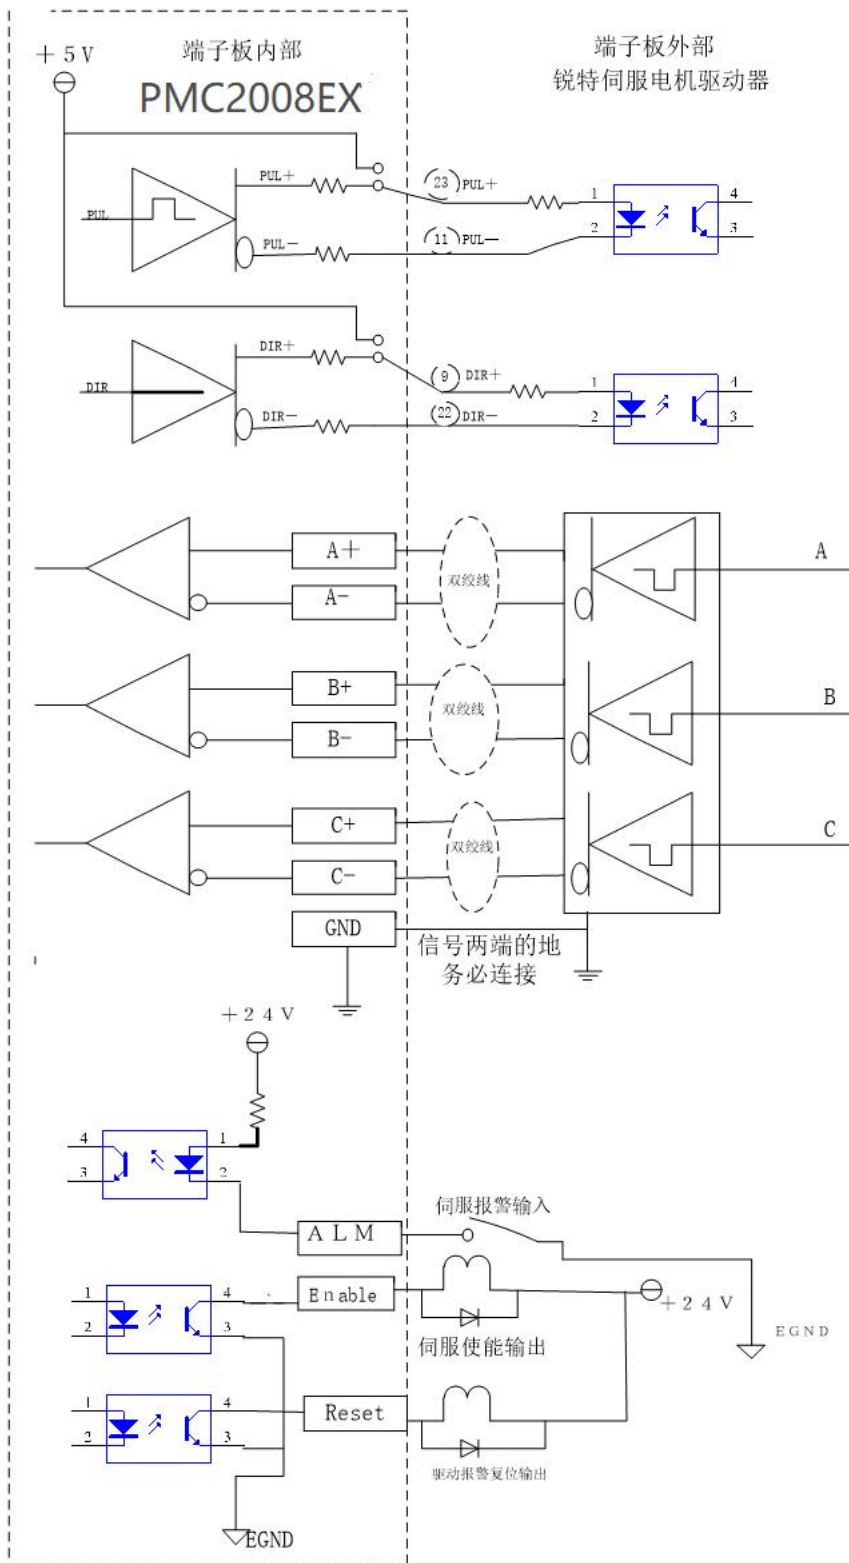 端子板内部
端子板外部
+5V
锐特伺服电机驱动器
PMC2008EX
PUL+
23 PUL+
1
4
PUL
2
3
PUL-
11 PUL-
DIR+
9 DIR+
1
4
DIR
DIR-
22 DIR-
2
3
A+
双绞线
A
A-
B+
双绞线
B
B-
C+
双绞线
C
C-
GND
信号两端的地
务必连接
+24V
4
1
3
2
ALM
伺服报警输入
1
4
Enable
+24V
2
3
伺服使能输出
EGND
1
4
Reset
2
3
驱动报警复位输出
EGND